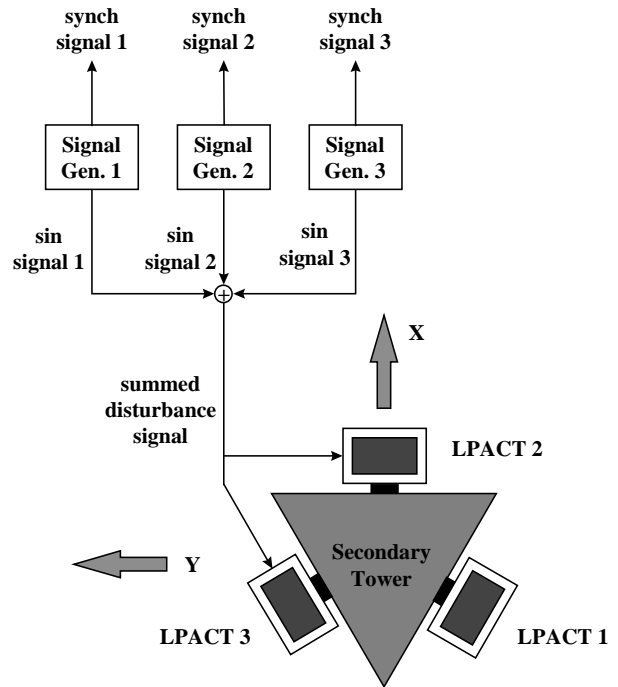 synch
signal 1
synch
signal 2
synch
signal 3
Signal
Gen. 1
Signal
Gen. 2
Signal
Gen. 3
sin
signal 1
sin
signal 2
sin
signal 3
+
X
summed
disturbance
signal
LPACT 2
Secondary
Tower
Y
LPACT 3
LPACT 1